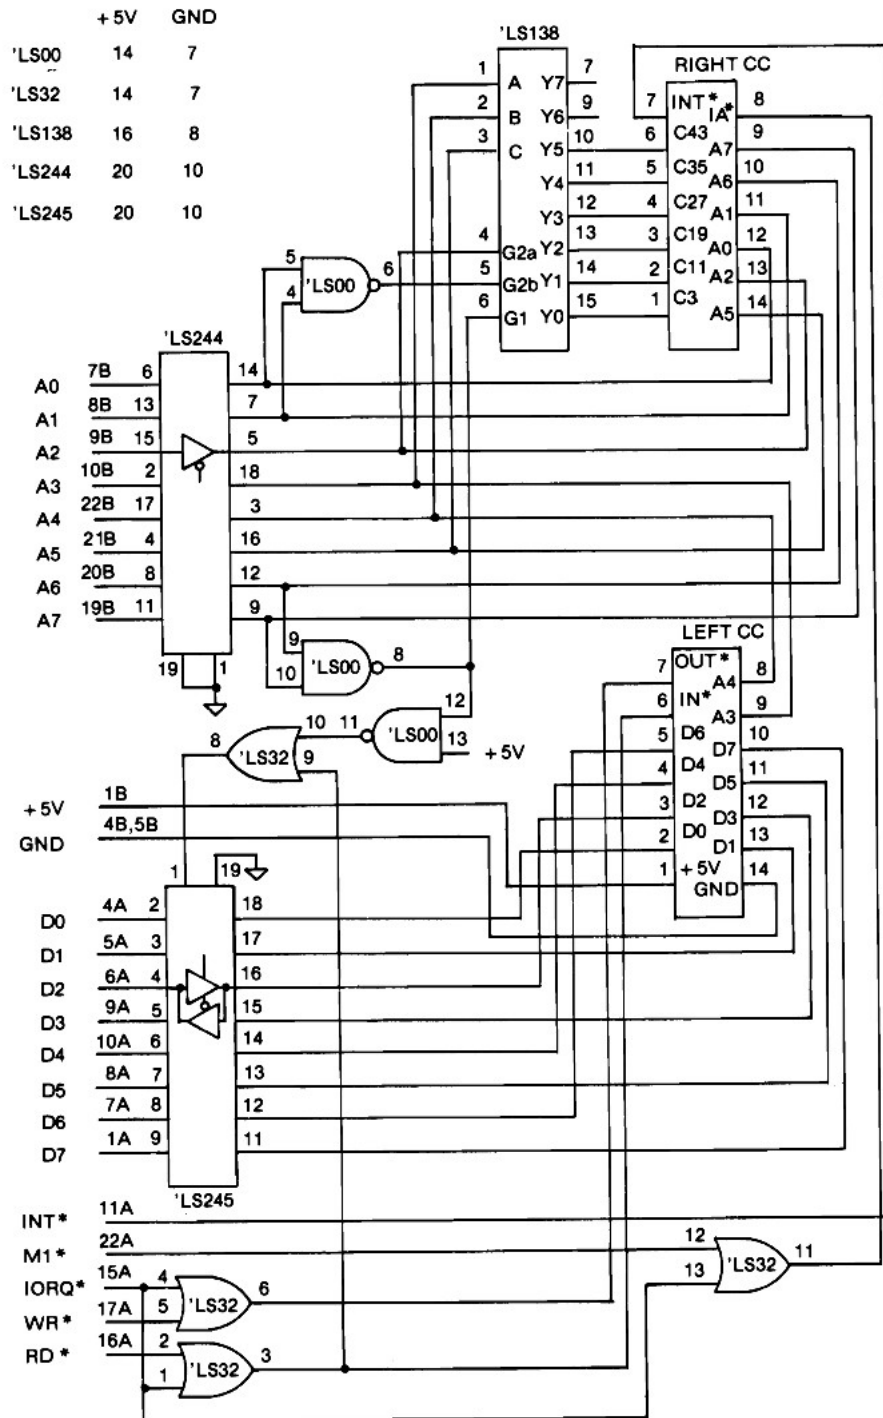 +5V GND
'LS00 14 7
'LS32 14 7
'LS138 16 8
'LS244 20 10
'LS245 20 10
'LS138
1 A Y7 7
2 B Y6 9
3 C Y5 10
Y4 11
Y3 12
4 G2a Y2 13
5 G2b Y1 14
6 G1 Y0 15
RIGHT CC
7 INT* IA* 8
6 C43 A7 9
5 C35 A6 10
4 C27 A1 11
3 C19 A0 12
2 C11 A2 13
1 C3 A5 14
5 'LS00 6
4
'LS244
A0 7B 6 14
A1 8B 13 7
A2 9B 15 5
A3 10B 2 18
A4 22B 17 3
A5 21B 4 16
A6 20B 8 12
A7 19B 11 9
19 1
9 'LS00 8
10
12
8 'LS32 10 11 'LS00 13 +5V
9
LEFT CC
7 OUT* A4 8
6 IN* A3 9
5 D6 D7 10
4 D4 D5 11
3 D2 D3 12
2 D0 D1 13
1 +5V GND 14
+5V 1B
GND 4B,5B
1 19
D0 4A 2 18
D1 5A 3 17
D2 6A 4 16
D3 9A 5 15
D4 10A 6 14
D5 8A 7 13
D6 7A 8 12
D7 1A 9 11
'LS245
INT* 11A
M1* 22A
IORQ* 15A
WR* 17A
RD* 16A
4 'LS32 6
5
2 'LS32 3
1
12 'LS32 11
13